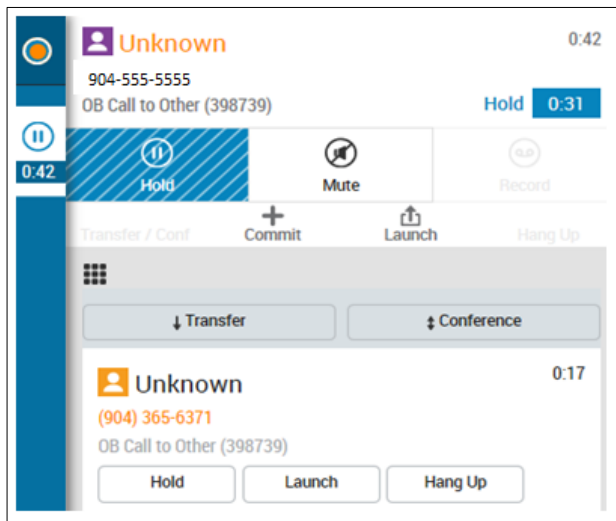 Unknown 0:42
904-555-5555
OB Call to Other (398739) Hold 0:31
0:42
Hold Mute Record
Transfer / Conf Commit Launch Hang Up
Transfer Conference
Unknown 0:17
(904) 365-6371
OB Call to Other (398739)
Hold Launch Hang Up